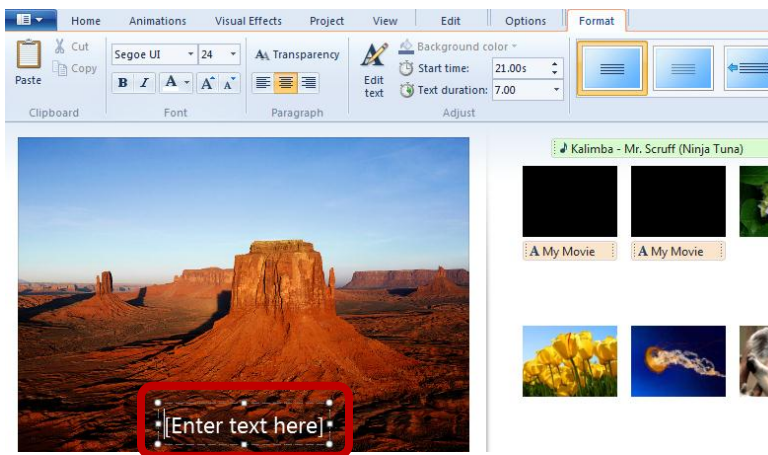 Home Animations Visual Effects Project View Edit Options Format
Cut
Copy
Paste
Clipboard
Segoe UI 24
B I A A A
Font
Transparency
Paragraph
Edit
text
Background color
Start time: 21.00s
Text duration: 7.00
Adjust
Kalimba - Mr. Scruff (Ninja Tuna)
A My Movie A My Movie
[Enter text here]